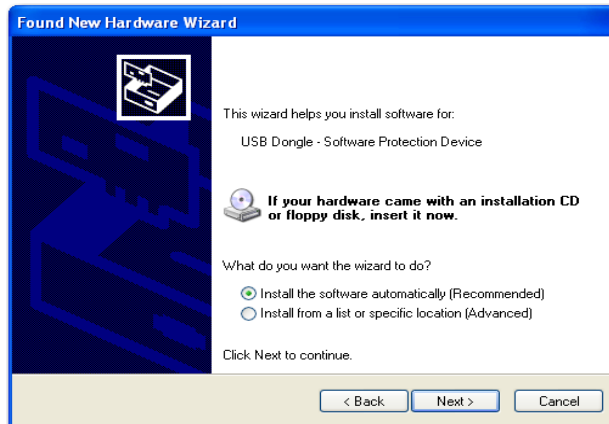 Found New Hardware Wizard
This wizard helps you install software for:
USB Dongle - Software Protection Device
If your hardware came with an installation CD
or floppy disk, insert it now.
What do you want the wizard to do?
Install the software automatically (Recommended)
Install from a list or specific location (Advanced)
Click Next to continue.
< Back
Next >
Cancel